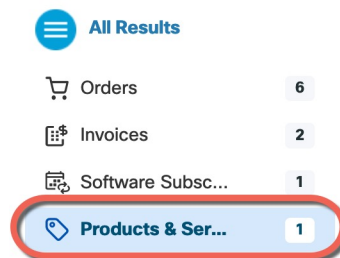 All Results
Orders 6
Invoices 2
Software Subsc... 1
Products & Ser... 1